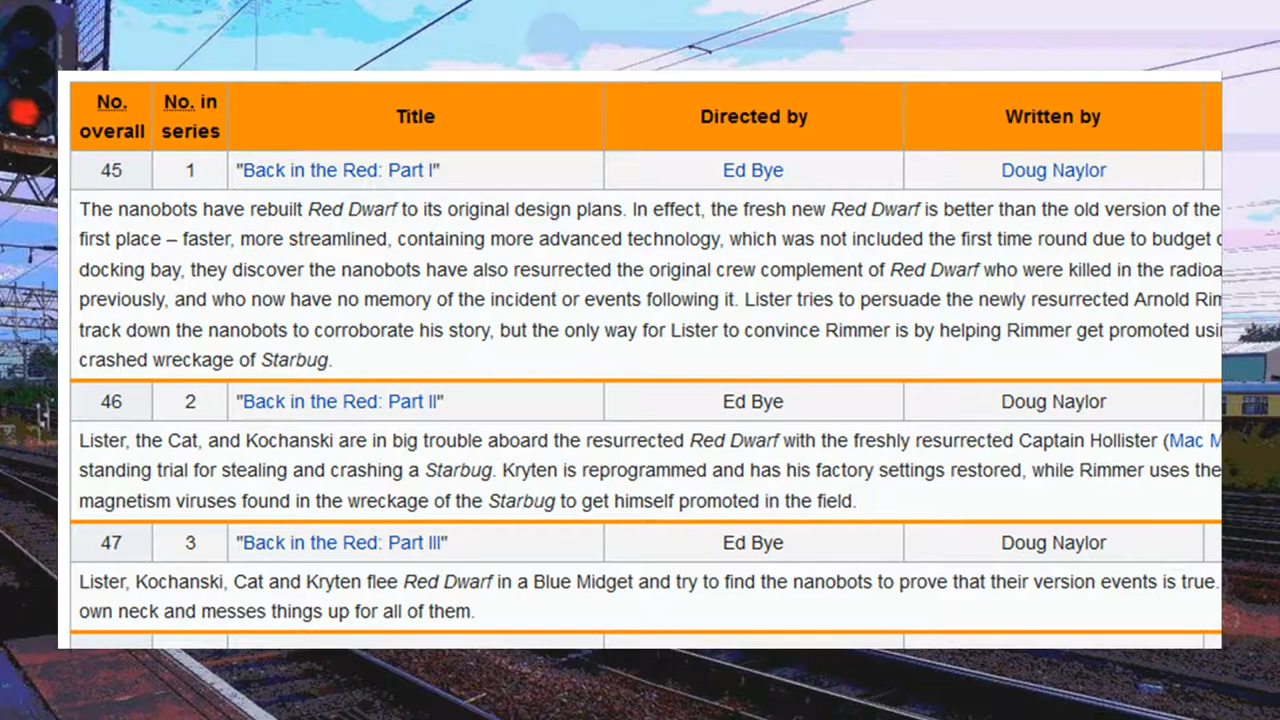 No. overall No. in series Title Directed by Written by
45 1 "Back in the Red: Part I" Ed Bye Doug Naylor
The nanobots have rebuilt Red Dwarf to its original design plans. In effect, the fresh new Red Dwarf is better than the old version of the
first place – faster, more streamlined, containing more advanced technology, which was not included the first time round due to budget
docking bay, they discover the nanobots have also resurrected the original crew complement of Red Dwarf who were killed in the
previously, and who now have no memory of the incident or events following it. Lister tries to persuade the newly resurrected Arnold
track down the nanobots to corroborate his story, but the only way for Lister to convince Rimmer is by helping Rimmer get promoted
crashed wreckage of Starbug.
46 2 "Back in the Red: Part II" Ed Bye Doug Naylor
Lister, the Cat, and Kochanski are in big trouble aboard the resurrected Red Dwarf with the freshly resurrected Captain Hollister (Mac
standing trial for stealing and crashing a Starbug. Kryten is reprogrammed and has his factory settings restored, while Rimmer uses the
magnetism viruses found in the wreckage of the Starbug to get himself promoted in the field.
47 3 "Back in the Red: Part III" Ed Bye Doug Naylor
Lister, Kochanski, Cat and Kryten flee Red Dwarf in a Blue Midget and try to find the nanobots to prove that their version events is true.
own neck and messes things up for all of them.